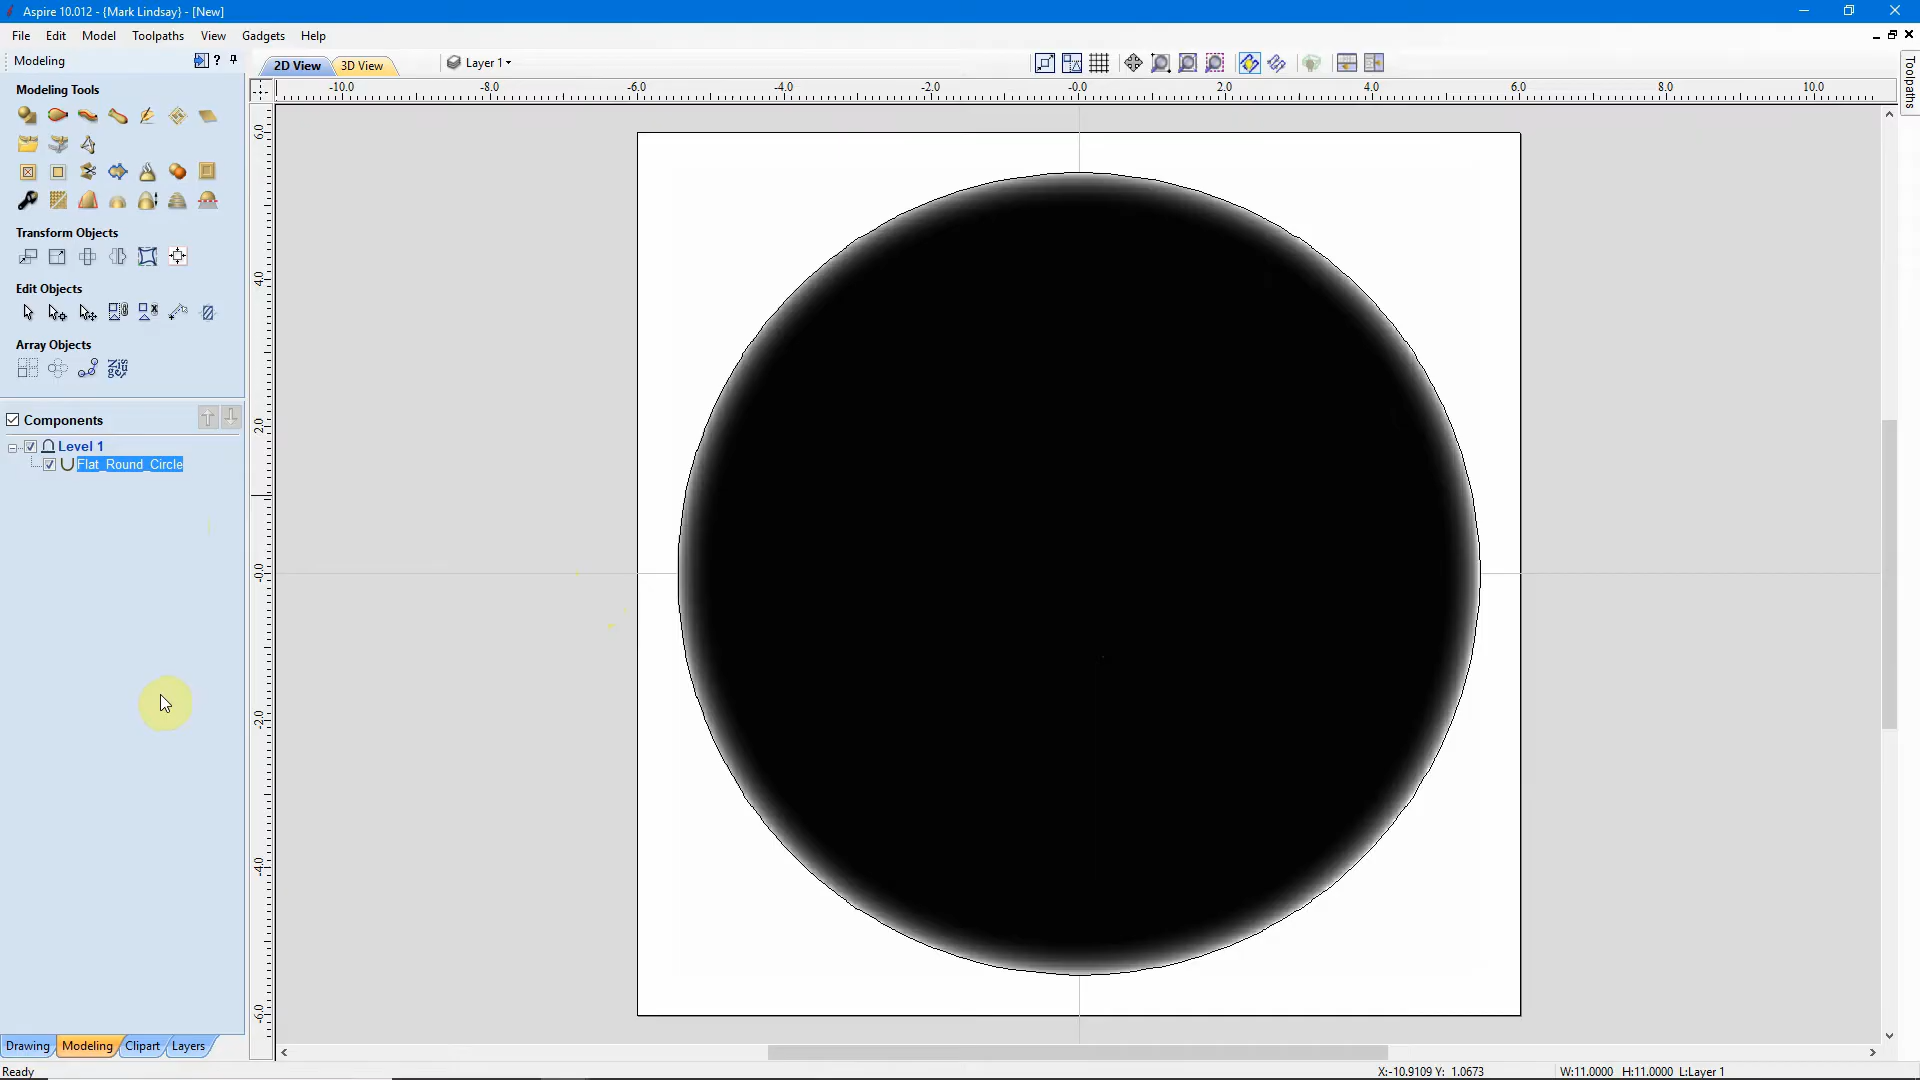 Aspire 10.012 - {Mark Lindsay} - [New]
File Edit Model Toolpaths View Gadgets Help
Modeling ?
2D View 3D View Layer 1
Toolpaths
-10.0 -8.0 -6.0 -4.0 -2.0 -0.0 2.0 4.0 6.0 8.0 10.0
Modeling Tools
Transform Objects
Edit Objects
Array Objects
Components
Level 1
Flat_Round_Circle
6.0
4.0
2.0
-0.0
-2.0
-4.0
-6.0
Drawing Modeling Clipart Layers
Ready X:-10.9109 Y: 1.0673 W:11.0000 H:11.0000 L:Layer 1